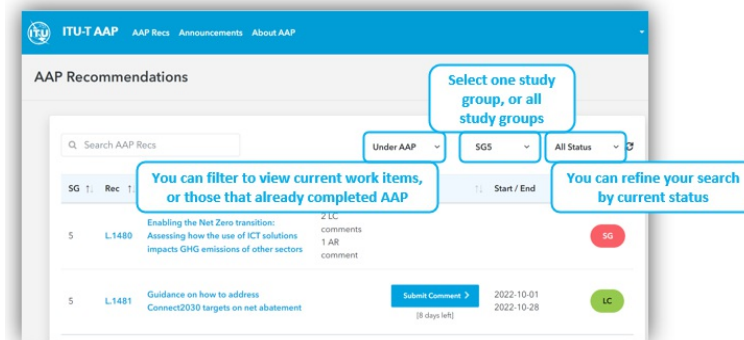 ITU
ITU-T AAP AAP Recs Announcements About AAP
AAP Recommendations
Select one study
group, or all
study groups
Search AAP Recs
Under AAP
SG5
All Status
You can filter to view current work items,
or those that already completed AAP
You can refine your search
by current status
SG Rec Start / End
5 L.1480
Enabling the Net Zero transition:
Assessing how the use of ICT solutions
impacts GHG emissions of other sectors
2 LC
comments
1 AR
comment
SG
5 L.1481
Guidance on how to address
Connect2030 targets on net abatement
Submit Comment >
[8 days left]
2022-10-01
2022-10-28
LC